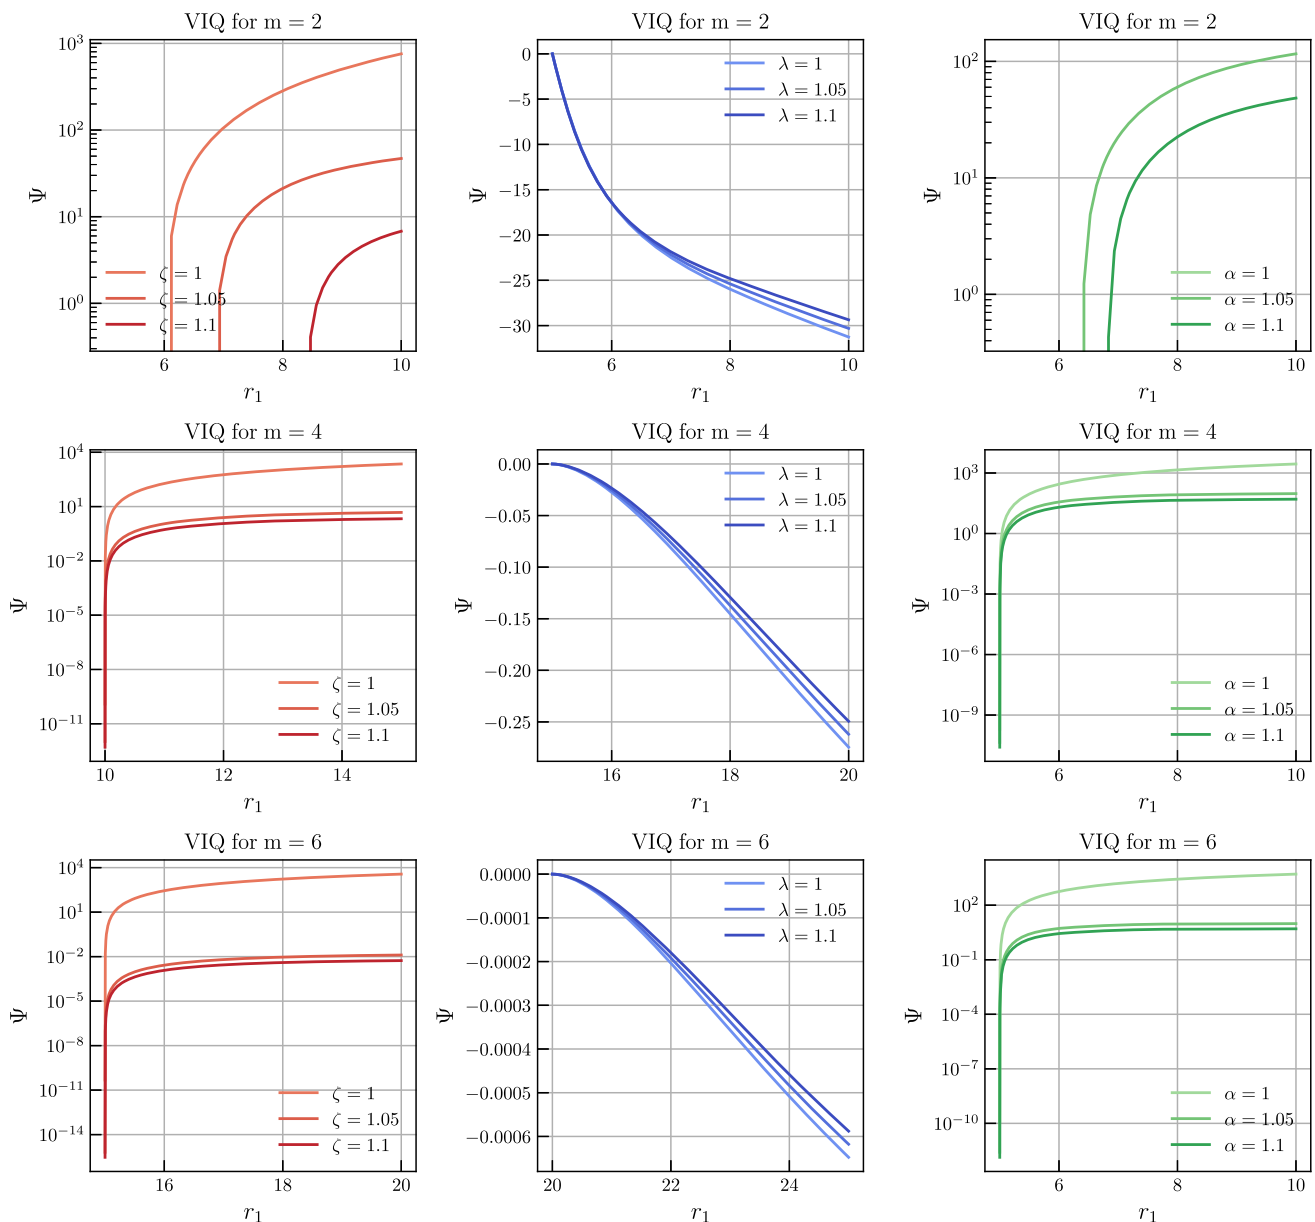 VIQ for m = 2
Ψ
10³
10²
10¹
10⁰
ζ = 1
ζ = 1.05
ζ = 1.1
6
8
10
r₁
VIQ for m = 2
Ψ
0
−5
−10
−15
−20
−25
−30
λ = 1
λ = 1.05
λ = 1.1
6
8
10
r₁
VIQ for m = 2
Ψ
10²
10¹
10⁰
α = 1
α = 1.05
α = 1.1
6
8
10
r₁
VIQ for m = 4
Ψ
10⁴
10¹
10⁻²
10⁻⁵
10⁻⁸
10⁻¹¹
ζ = 1
ζ = 1.05
ζ = 1.1
10
12
14
r₁
VIQ for m = 4
Ψ
0.00
−0.05
−0.10
−0.15
−0.20
−0.25
λ = 1
λ = 1.05
λ = 1.1
16
18
20
r₁
VIQ for m = 4
Ψ
10³
10⁰
10⁻³
10⁻⁶
10⁻⁹
α = 1
α = 1.05
α = 1.1
6
8
10
r₁
VIQ for m = 6
Ψ
10⁴
10¹
10⁻²
10⁻⁵
10⁻⁸
10⁻¹¹
10⁻¹⁴
ζ = 1
ζ = 1.05
ζ = 1.1
16
18
20
r₁
VIQ for m = 6
Ψ
0.0000
−0.0001
−0.0002
−0.0003
−0.0004
−0.0005
−0.0006
λ = 1
λ = 1.05
λ = 1.1
20
22
24
r₁
VIQ for m = 6
Ψ
10²
10⁻¹
10⁻⁴
10⁻⁷
10⁻¹⁰
α = 1
α = 1.05
α = 1.1
6
8
10
r₁